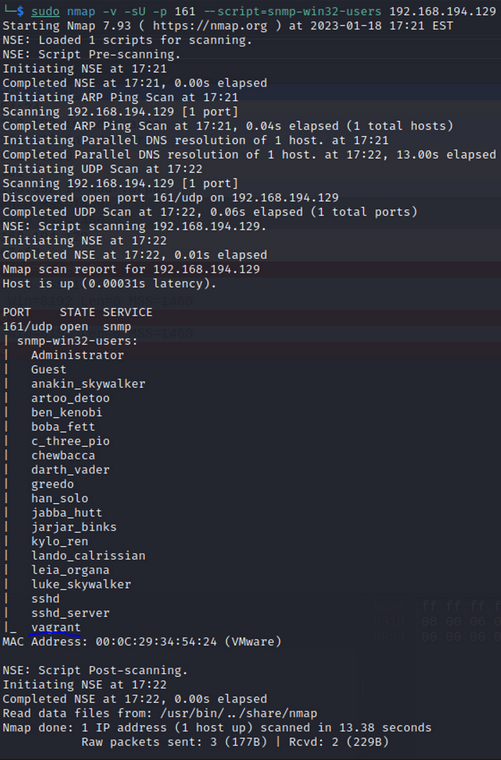 └─$ sudo nmap -v -sU -p 161 --script=snmp-win32-users 192.168.194.129
Starting Nmap 7.93 ( https://nmap.org ) at 2023-01-18 17:21 EST
NSE: Loaded 1 scripts for scanning.
NSE: Script Pre-scanning.
Initiating NSE at 17:21
Completed NSE at 17:21, 0.00s elapsed
Initiating ARP Ping Scan at 17:21
Scanning 192.168.194.129 [1 port]
Completed ARP Ping Scan at 17:21, 0.04s elapsed (1 total hosts)
Initiating Parallel DNS resolution of 1 host. at 17:21
Completed Parallel DNS resolution of 1 host. at 17:22, 13.00s elapsed
Initiating UDP Scan at 17:22
Scanning 192.168.194.129 [1 port]
Discovered open port 161/udp on 192.168.194.129
Completed UDP Scan at 17:22, 0.06s elapsed (1 total ports)
NSE: Script scanning 192.168.194.129.
Initiating NSE at 17:22
Completed NSE at 17:22, 0.01s elapsed
Nmap scan report for 192.168.194.129
Host is up (0.00031s latency).
PORT    STATE SERVICE
161/udp open  snmp
| snmp-win32-users:
|   Administrator
|   Guest
|   anakin_skywalker
|   artoo_detoo
|   ben_kenobi
|   boba_fett
|   c_three_pio
|   chewbacca
|   darth_vader
|   greedo
|   han_solo
|   jabba_hutt
|   jarjar_binks
|   kylo_ren
|   lando_calrissian
|   leia_organa
|   luke_skywalker
|   sshd
|   sshd_server
|_  vagrant
MAC Address: 00:0C:29:34:54:24 (VMware)
NSE: Script Post-scanning.
Initiating NSE at 17:22
Completed NSE at 17:22, 0.00s elapsed
Read data files from: /usr/bin/../share/nmap
Nmap done: 1 IP address (1 host up) scanned in 13.38 seconds
Raw packets sent: 3 (177B) | Rcvd: 2 (229B)